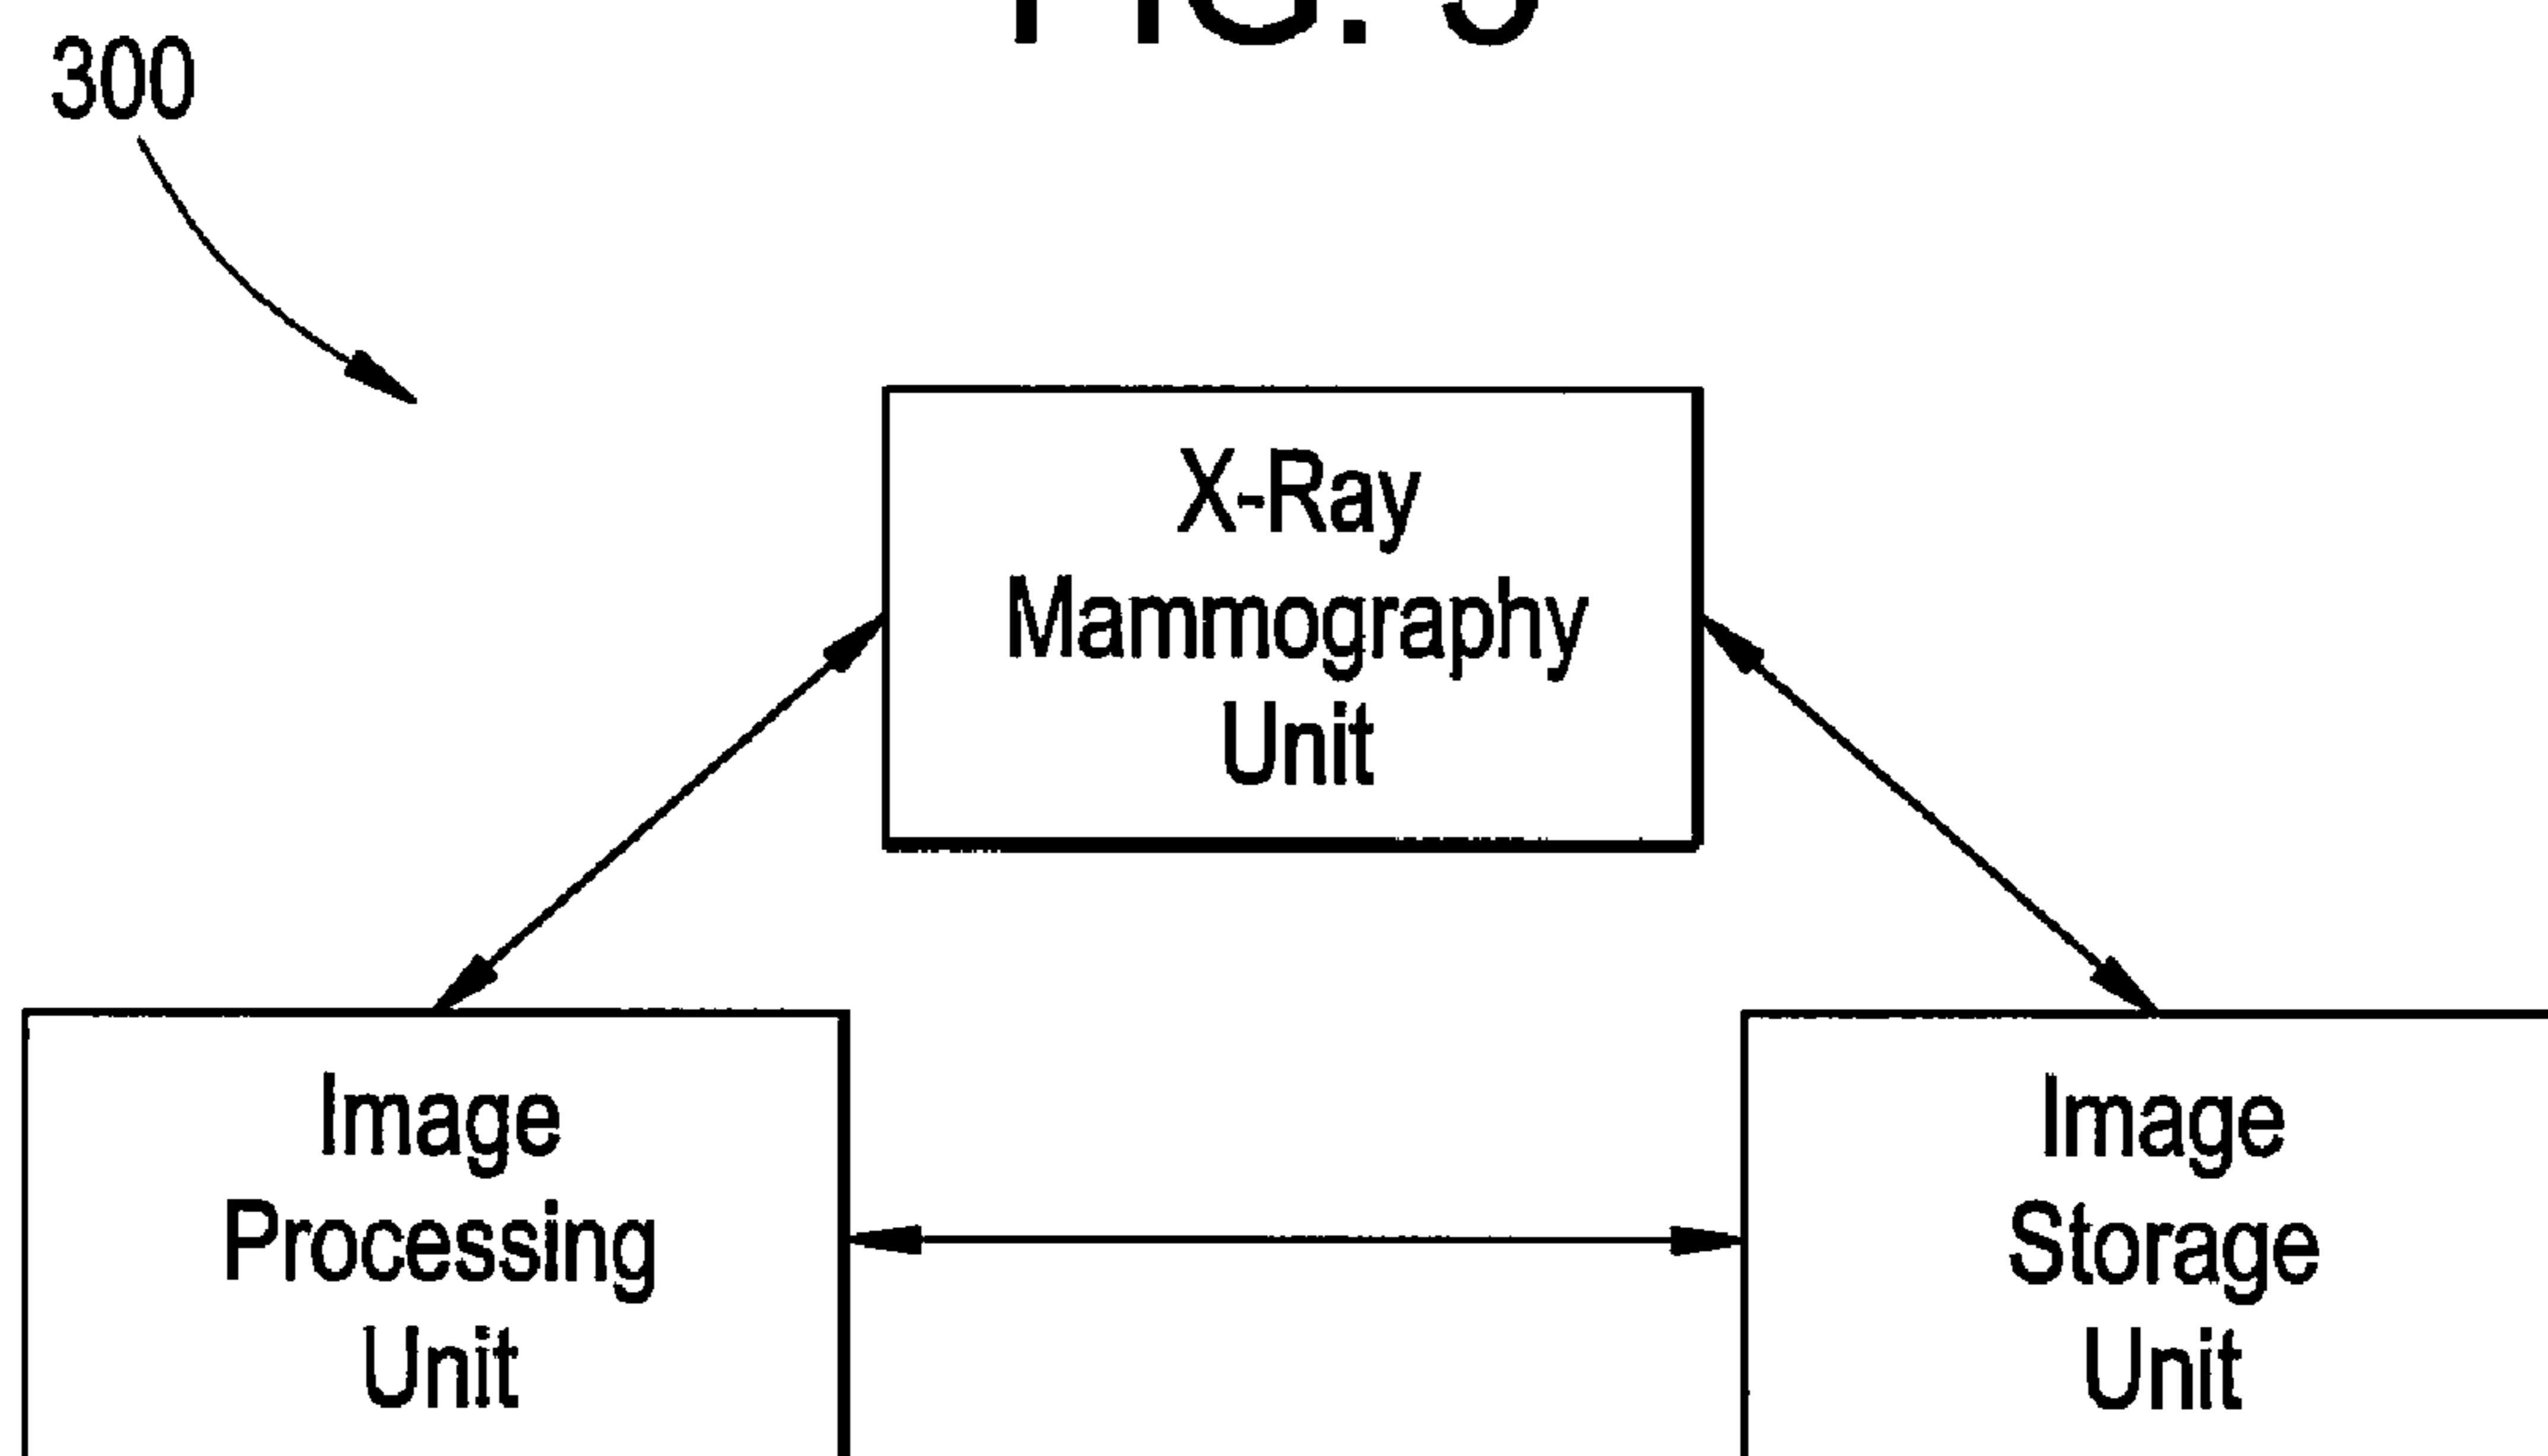 300
X-Ray
Mammography
Unit
Image
Processing
Unit
Image
Storage
Unit